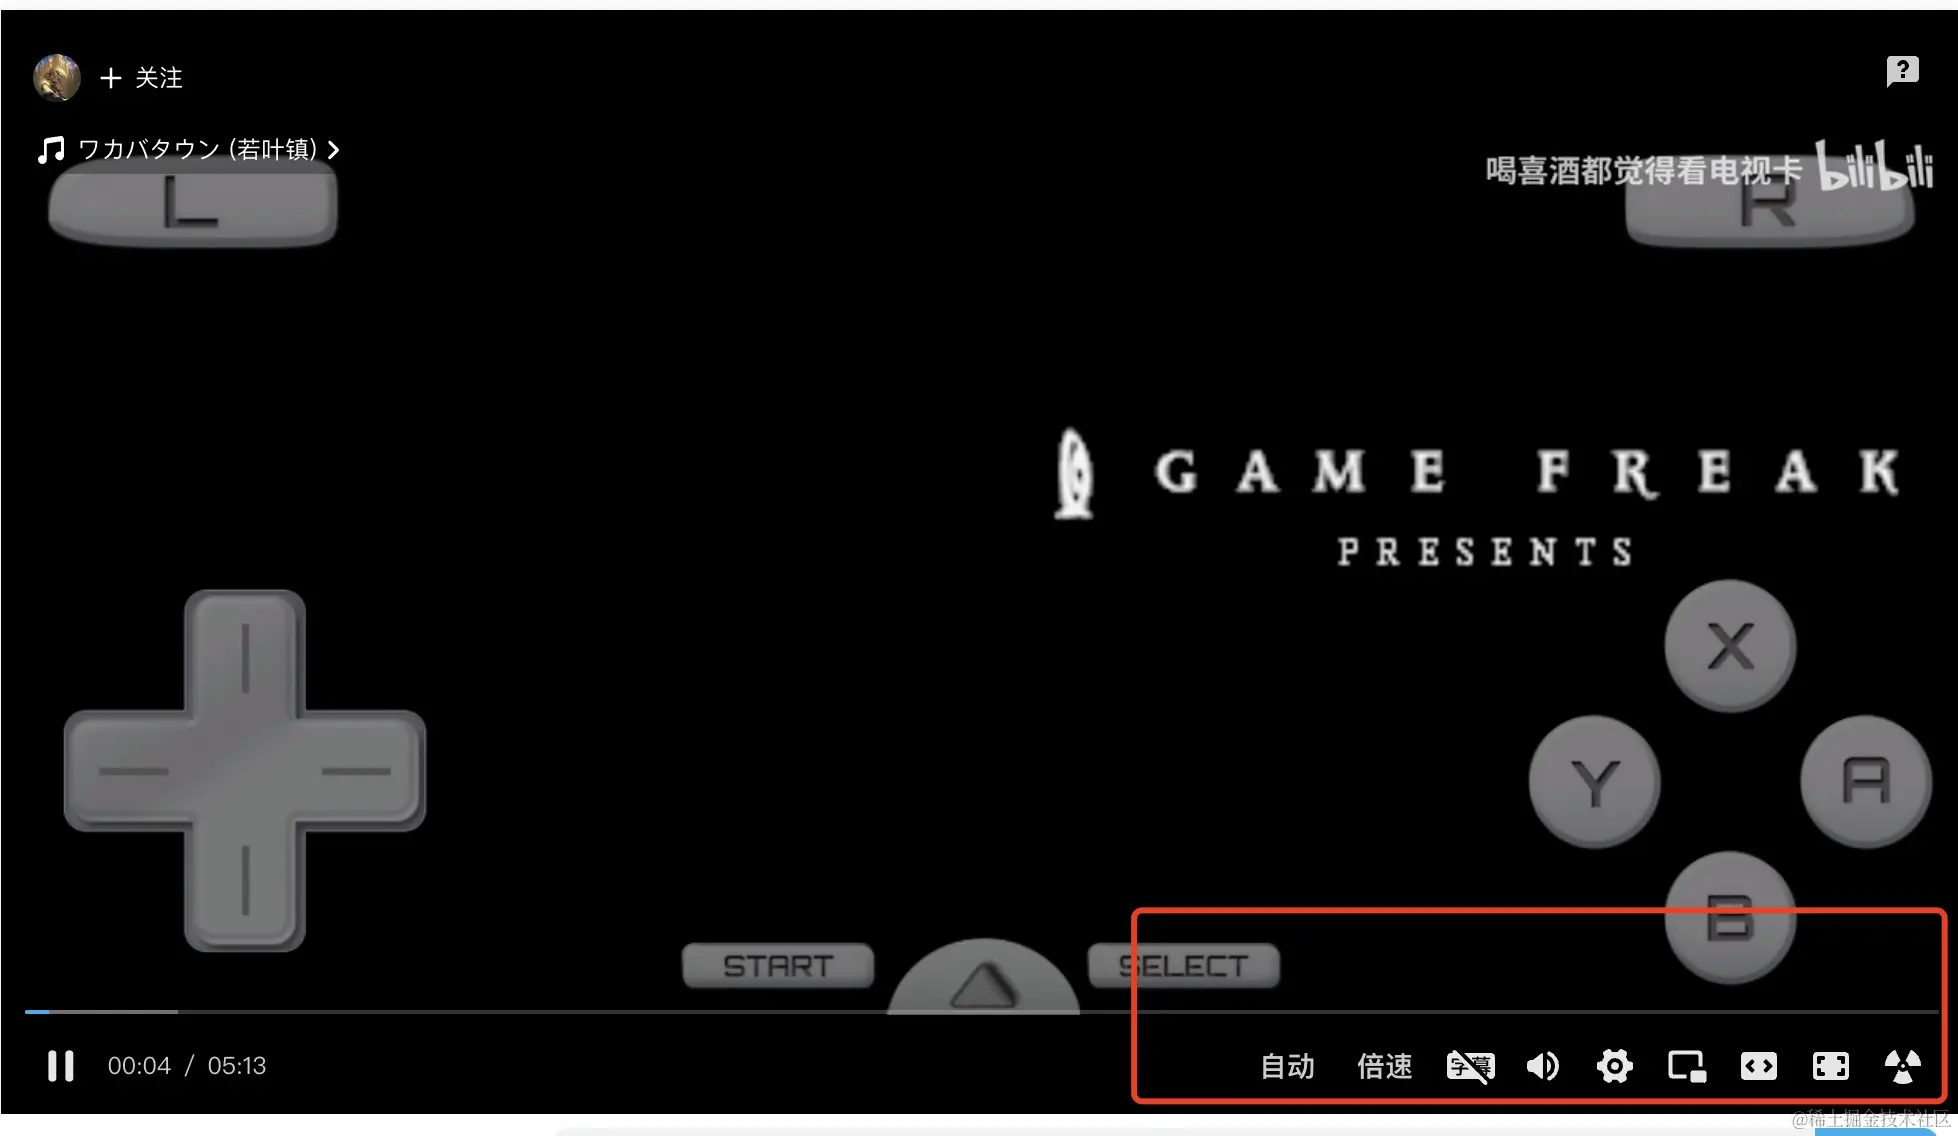 关注
ワカバタウン (若叶镇)
喝喜酒都觉得看电视卡 bilibili
L
R
GAME FREAK
PRESENTS
X
Y
A
B
START
SELECT
00:04 / 05:13
自动 倍速 字幕
@稀土掘金技术社区